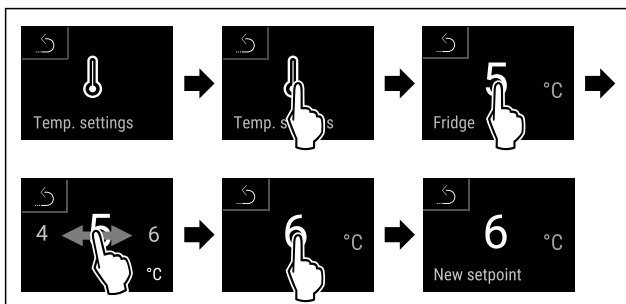 Temp. settings
Temp. s s
5 °C
Fridge
4 5 6
°C
6 °C
6 °C
New setpoint